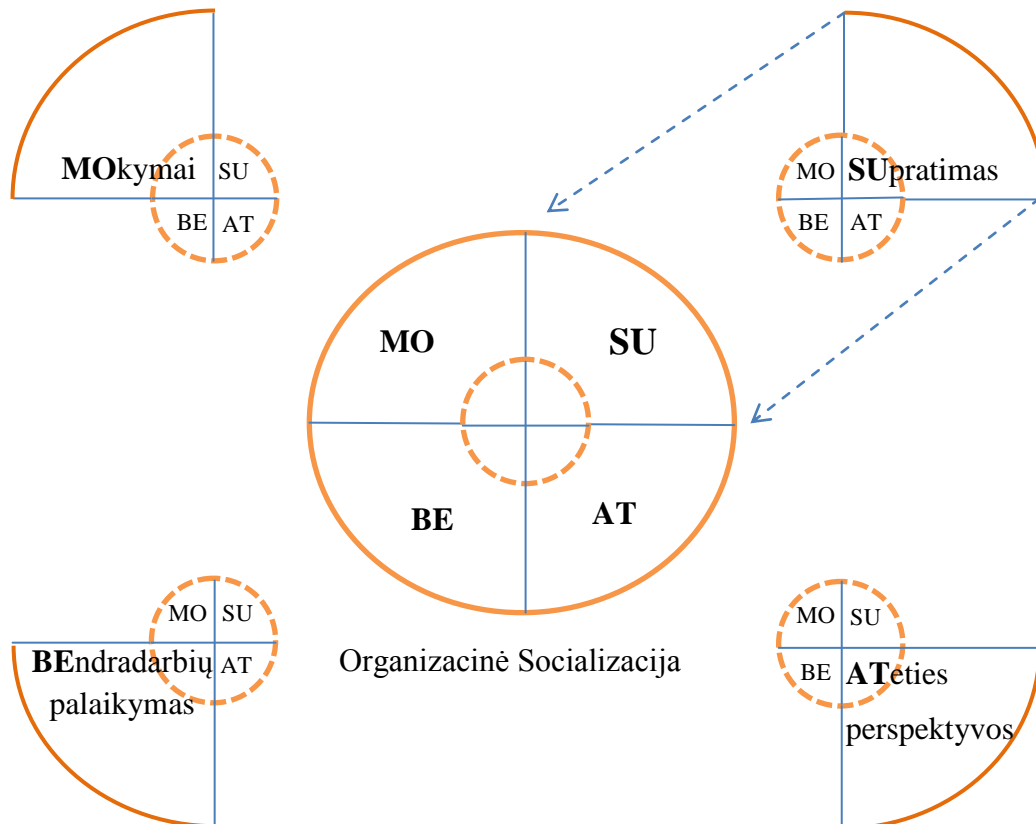 MOkymai
SU
BE
AT
MO
SUpratimas
BE
AT
MO
SU
BE
AT
Organizacinė Socializacija
MO
SU
BEndradarbių
palaikymas
AT
MO
SU
BE
ATeties
perspektyvos